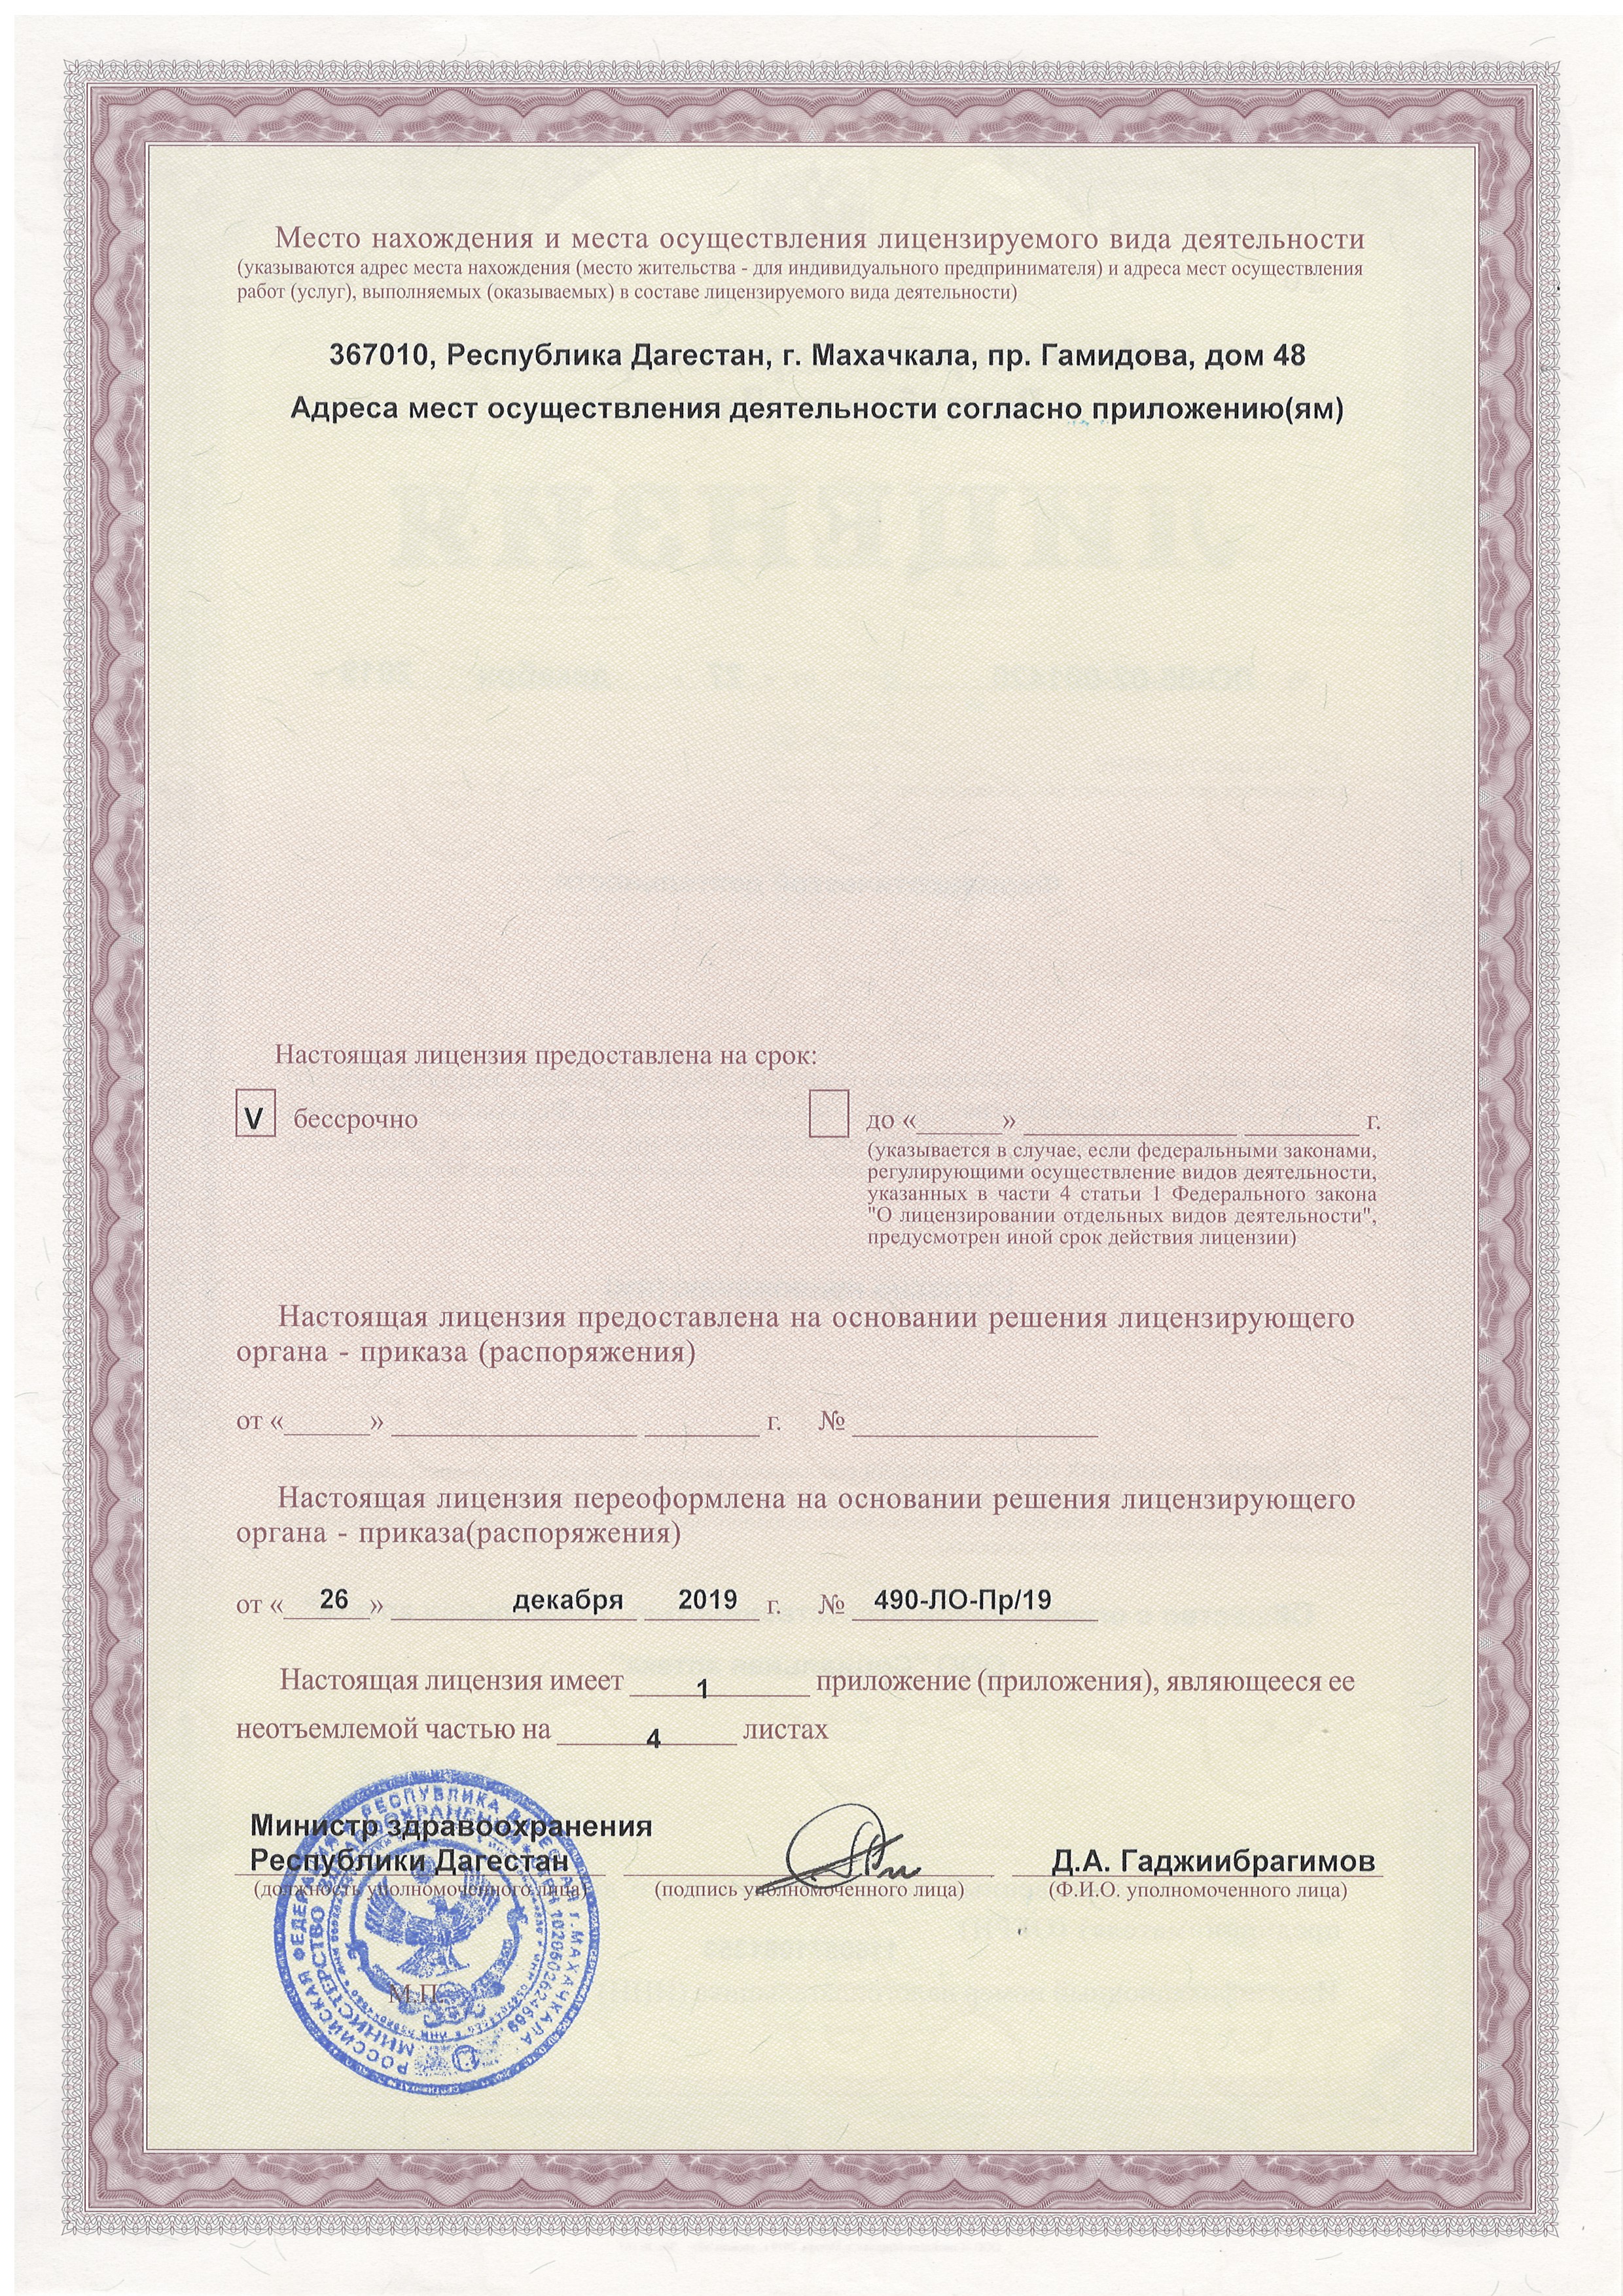 Место нахождения и места осуществления лицензируемого вида деятельности
(указываются адрес места нахождения (место жительства - для индивидуального предпринимателя) и адреса мест осуществления
работ (услуг), выполняемых (оказываемых) в составе лицензируемого вида деятельности)
367010, Республика Дагестан, г. Махачкала, пр. Гамидова, дом 48
Адреса мест осуществления деятельности согласно приложению(ям)
Настоящая лицензия предоставлена на срок:
V бессрочно
до «______» ____________ ________ г.
(указывается в случае, если федеральными законами,
регулирующими осуществление видов деятельности,
указанных в части 4 статьи 1 Федерального закона
"О лицензировании отдельных видов деятельности",
предусмотрен иной срок действия лицензии)
Настоящая лицензия предоставлена на основании решения лицензирующего
органа - приказа (распоряжения)
от «______» ____________ ________ г. № ____________
Настоящая лицензия переоформлена на основании решения лицензирующего
органа - приказа(распоряжения)
от « 26 » декабря 2019 г. № 490-ЛО-Пр/19
Настоящая лицензия имеет 1 приложение (приложения), являющееся ее
неотъемлемой частью на 4 листах
Министр здравоохранения
Республики Дагестан
Д.А. Гаджиибрагимов
(должность уполномоченного лица)
(подпись уполномоченного лица)
(Ф.И.О. уполномоченного лица)
М.П.
РОССИЙСКАЯ ФЕДЕРАЦИЯ РЕСПУБЛИКА ДАГЕСТАН г. МАХАЧКАЛА
МИНИСТЕРСТВО ЗДРАВООХРАНЕНИЯ